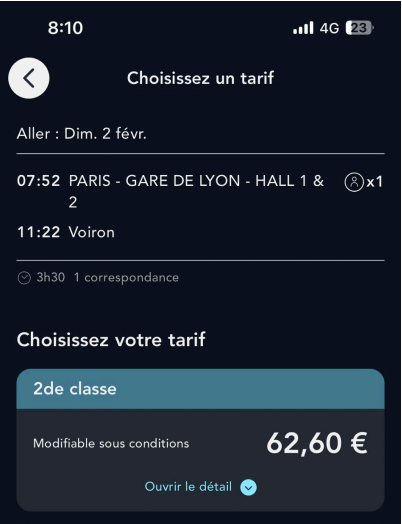 8:10 4G 23
Choisissez un tarif
Aller : Dim. 2 févr.
07:52 PARIS - GARE DE LYON - HALL 1 & x1
2
11:22 Voiron
3h30 1 correspondance
Choisissez votre tarif
2de classe
Modifiable sous conditions 62,60 €
Ouvrir le détail